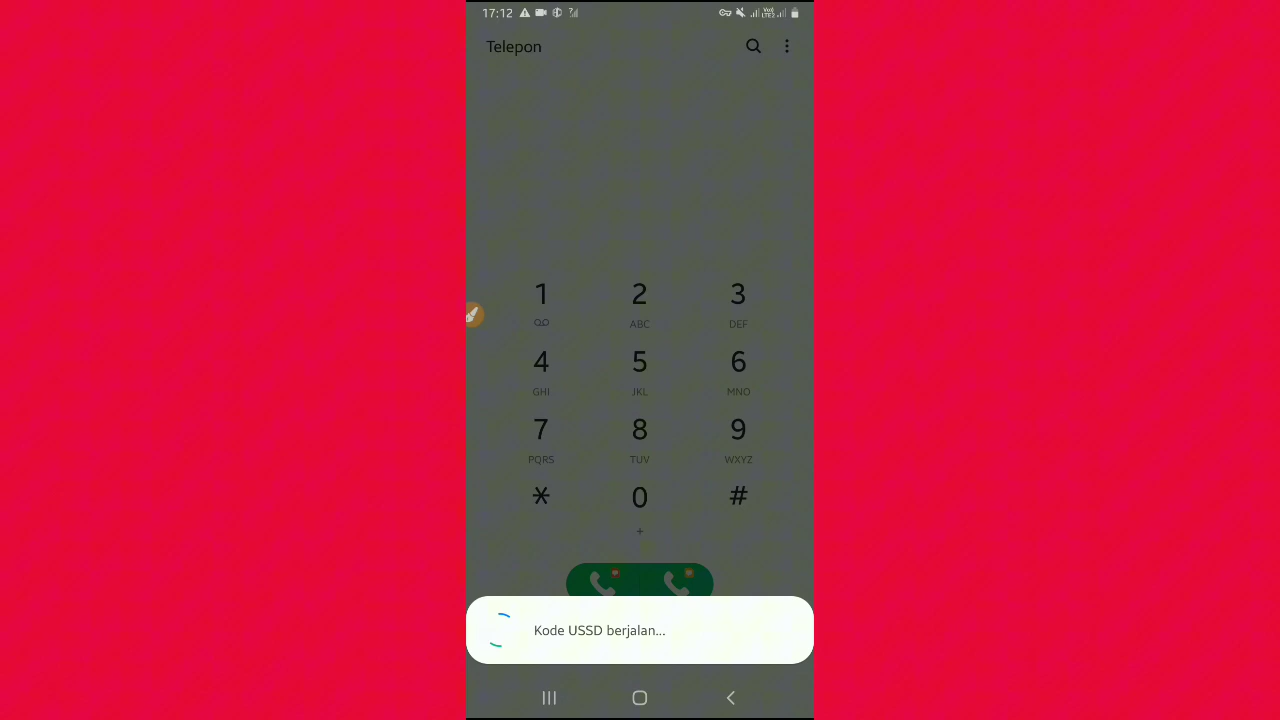 17:12
Telepon
1
2
ABC
3
DEF
4
GHI
5
JKL
6
MNO
7
PQRS
8
TUV
9
WXYZ
*
0
+
#
Kode USSD berjalan...